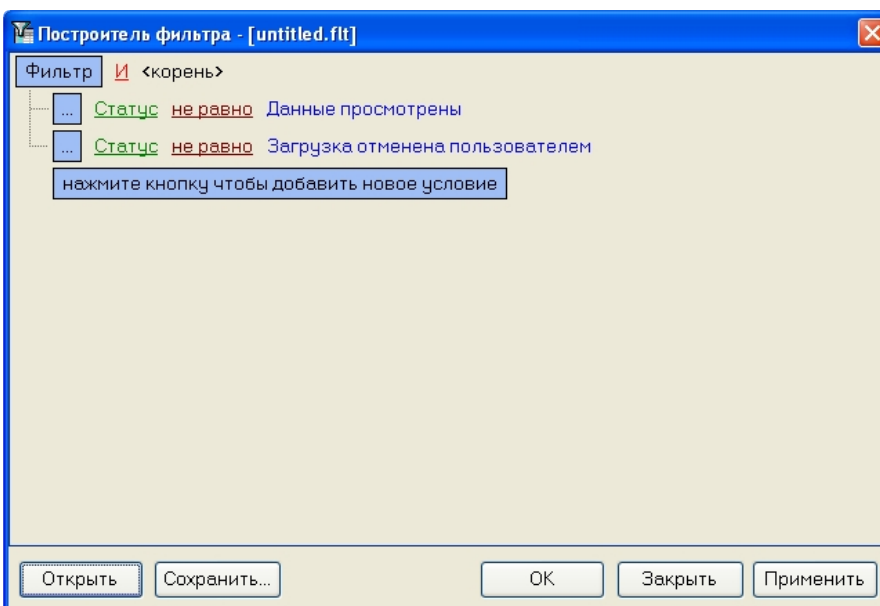 Построитель фильтра - [untitled.flt]
Фильтр И <корень>
... Статус не равно Данные просмотрены
... Статус не равно Загрузка отменена пользователем
нажмите кнопку чтобы добавить новое условие
Открыть Сохранить... OK Закрыть Применить